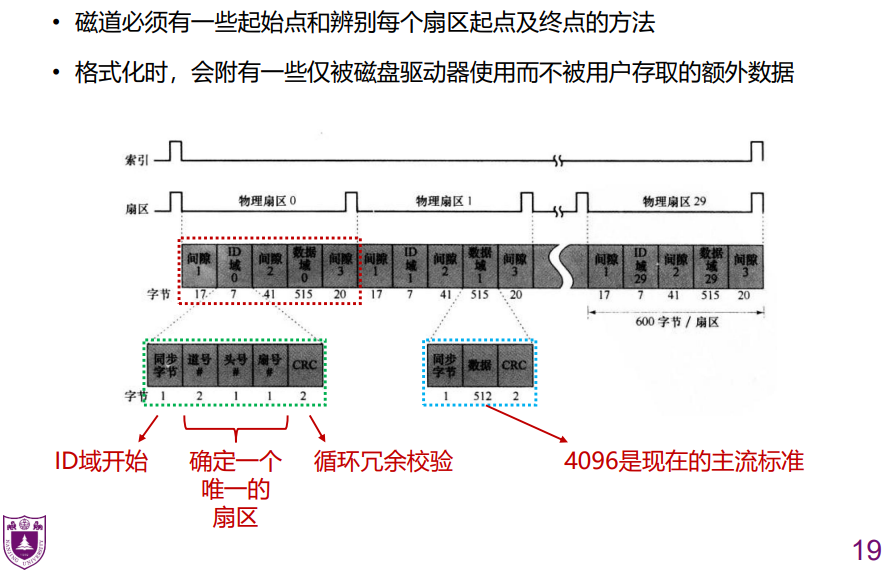 • 磁道必须有一些起始点和辨别每个扇区起点及终点的方法
• 格式化时，会附有一些仅被磁盘驱动器使用而不被用户存取的额外数据
索引
扇区 物理扇区 0 物理扇区 1 物理扇区 29
间隙 1 ID 域 0 间隙 2 数据域 0 间隙 3 间隙 1 ID 域 1 间隙 2 数据域 1 间隙 3 间隙 1 ID 域 29 间隙 2 数据域 29 间隙 3
字节 17 7 41 515 20 17 7 41 515 20 17 7 41 515 20
600 字节 / 扇区
同步字节 道号# 头号# 扇号# CRC 同步字节 数据 CRC
字节 1 2 1 1 2 1 512 2
ID域开始 确定一个 循环冗余校验 4096是现在的主流标准
唯一的
扇区
NANJING UNIVERSITY
19